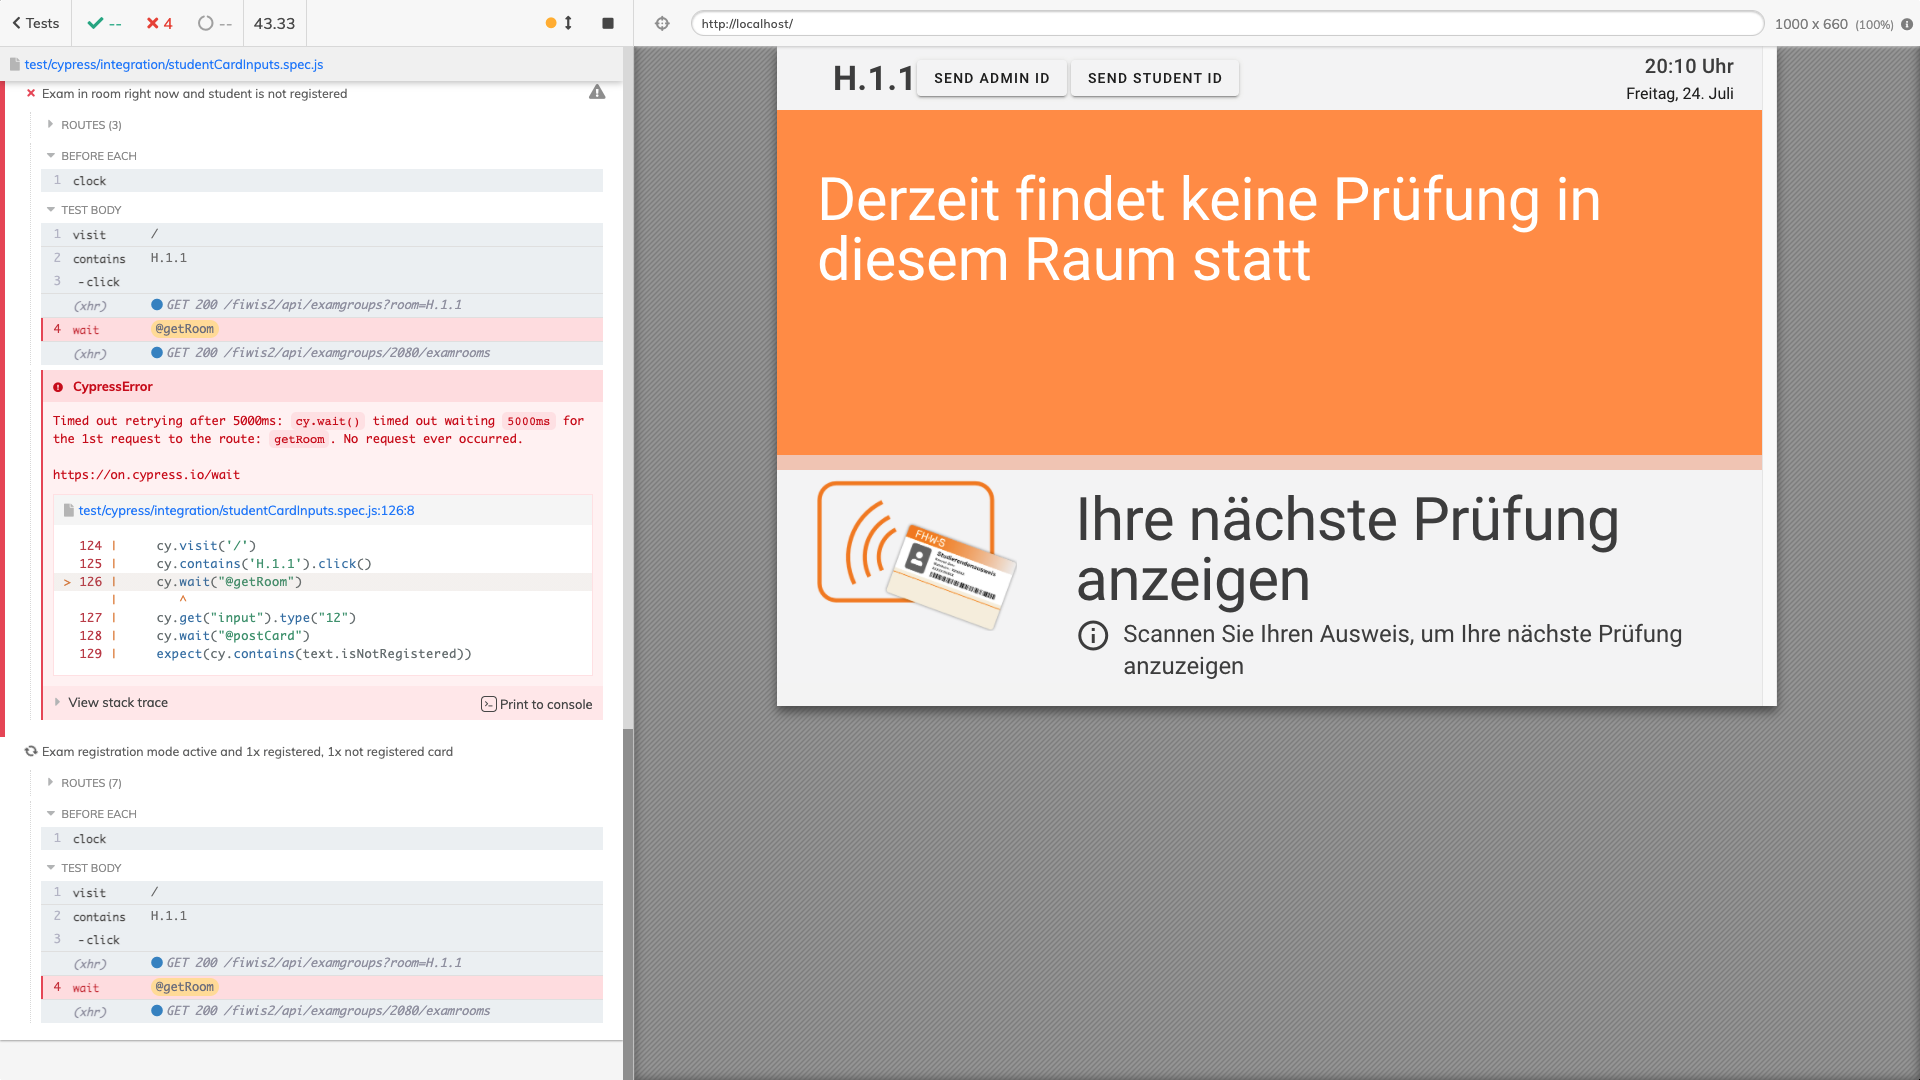 Tests
--
4
--
43.33
http://localhost/
1000 x 660 (100%)
test/cypress/integration/studentCardInputs.spec.js
Exam in room right now and student is not registered
ROUTES (3)
BEFORE EACH
1 clock
TEST BODY
1 visit /
2 contains H.1.1
3 -click
(xhr) GET 200 /fiwis2/api/examgroups?room=H.1.1
4 wait @getRoom
(xhr) GET 200 /fiwis2/api/examgroups/2080/examrooms
CypressError
Timed out retrying after 5000ms: cy.wait() timed out waiting 5000ms for
the 1st request to the route: getRoom. No request ever occurred.
https://on.cypress.io/wait
test/cypress/integration/studentCardInputs.spec.js:126:8
124 | cy.visit('/')
125 | cy.contains('H.1.1').click()
> 126 | cy.wait("@getRoom")
| ^
127 | cy.get("input").type("12")
128 | cy.wait("@postCard")
129 | expect(cy.contains(text.isNotRegistered))
View stack trace
Print to console
Exam registration mode active and 1x registered, 1x not registered card
ROUTES (7)
BEFORE EACH
1 clock
TEST BODY
1 visit /
2 contains H.1.1
3 -click
(xhr) GET 200 /fiwis2/api/examgroups?room=H.1.1
4 wait @getRoom
(xhr) GET 200 /fiwis2/api/examgroups/2080/examrooms
H.1.1
SEND ADMIN ID
SEND STUDENT ID
20:10 Uhr
Freitag, 24. Juli
Derzeit findet keine Prüfung in
diesem Raum statt
FH-W-S
Studierendenausweis
Ihre nächste Prüfung
anzeigen
Scannen Sie Ihren Ausweis, um Ihre nächste Prüfung
anzuzeigen